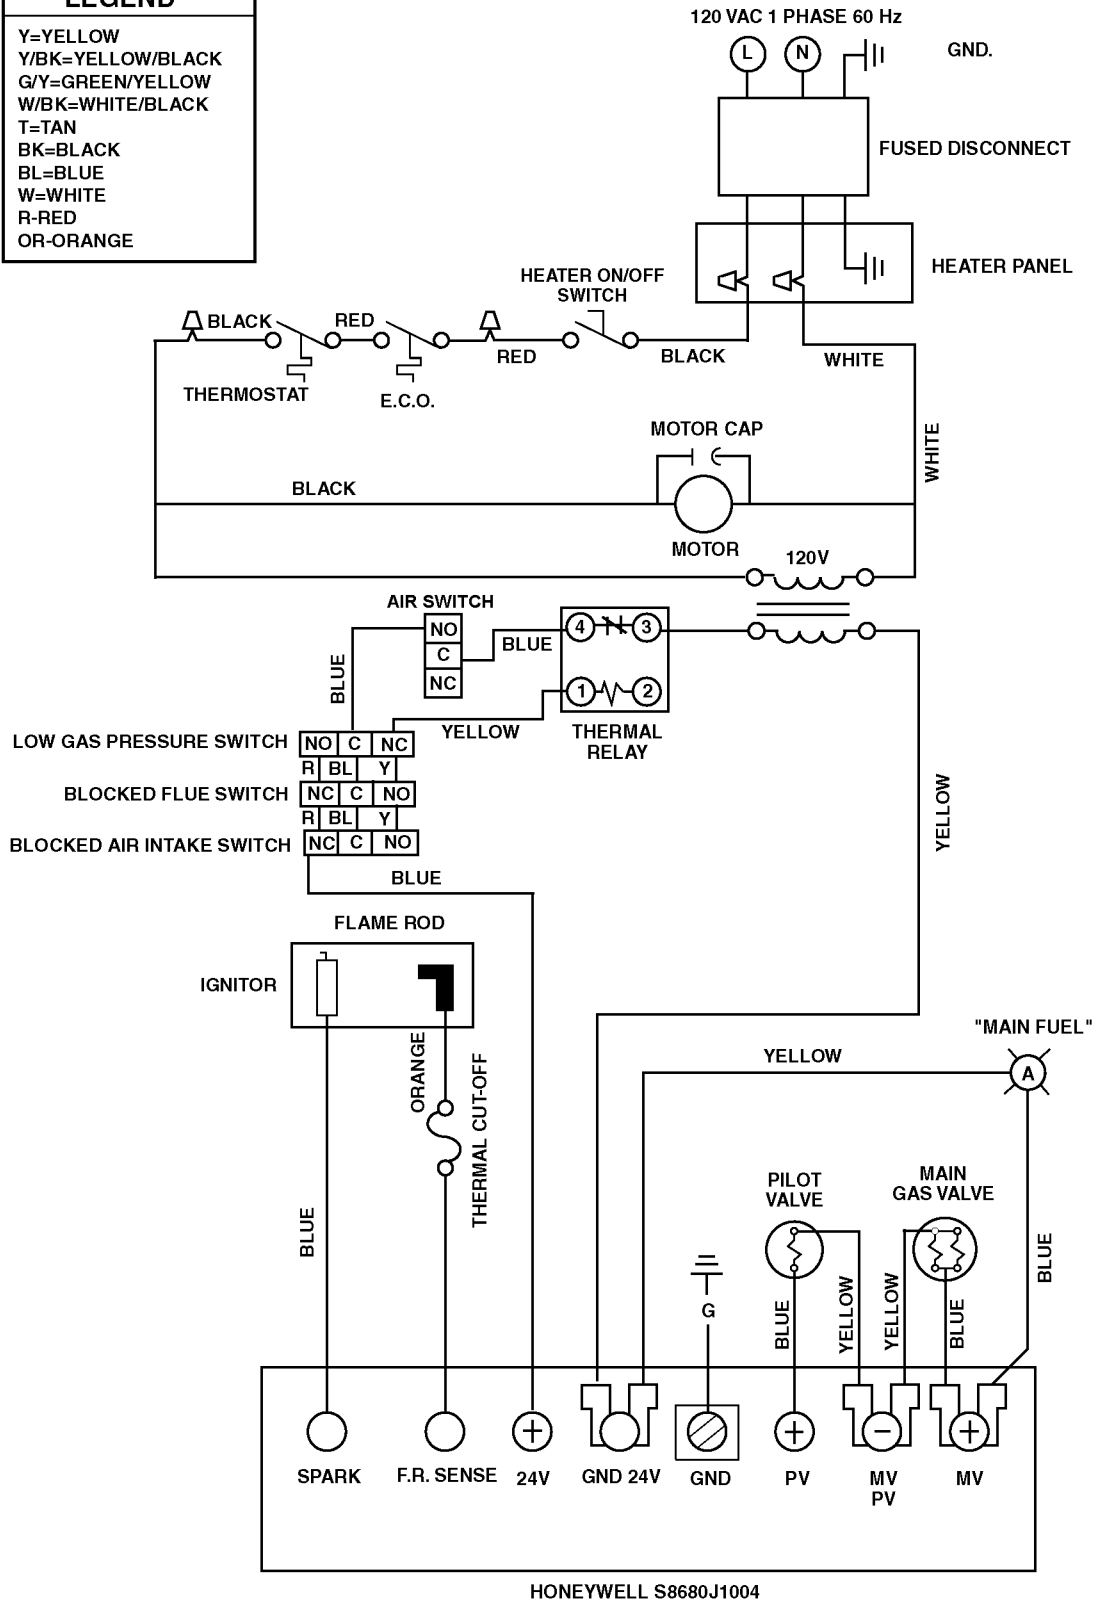 LEGEND
Y=YELLOW
Y/BK=YELLOW/BLACK
G/Y=GREEN/YELLOW
W/BK=WHITE/BLACK
T=TAN
BK=BLACK
BL=BLUE
W=WHITE
R-RED
OR-ORANGE
120 VAC 1 PHASE 60 Hz
L
N
GND.
FUSED DISCONNECT
HEATER PANEL
HEATER ON/OFF
SWITCH
BLACK
RED
RED
BLACK
WHITE
THERMOSTAT
E.C.O.
WHITE
MOTOR CAP
BLACK
MOTOR
120V
AIR SWITCH
NO
C
NC
BLUE
4
3
1
2
THERMAL
RELAY
BLUE
YELLOW
LOW GAS PRESSURE SWITCH
NO C NC
R BL Y
BLOCKED FLUE SWITCH
NC C NO
R BL Y
BLOCKED AIR INTAKE SWITCH
NC C NO
BLUE
YELLOW
FLAME ROD
IGNITOR
ORANGE
THERMAL CUT-OFF
BLUE
"MAIN FUEL"
A
YELLOW
BLUE
PILOT
VALVE
MAIN
GAS VALVE
G
BLUE
YELLOW
YELLOW
BLUE
+
+
−
+
SPARK
F.R. SENSE
24V
GND 24V
GND
PV
MV
PV
MV
HONEYWELL S8680J1004